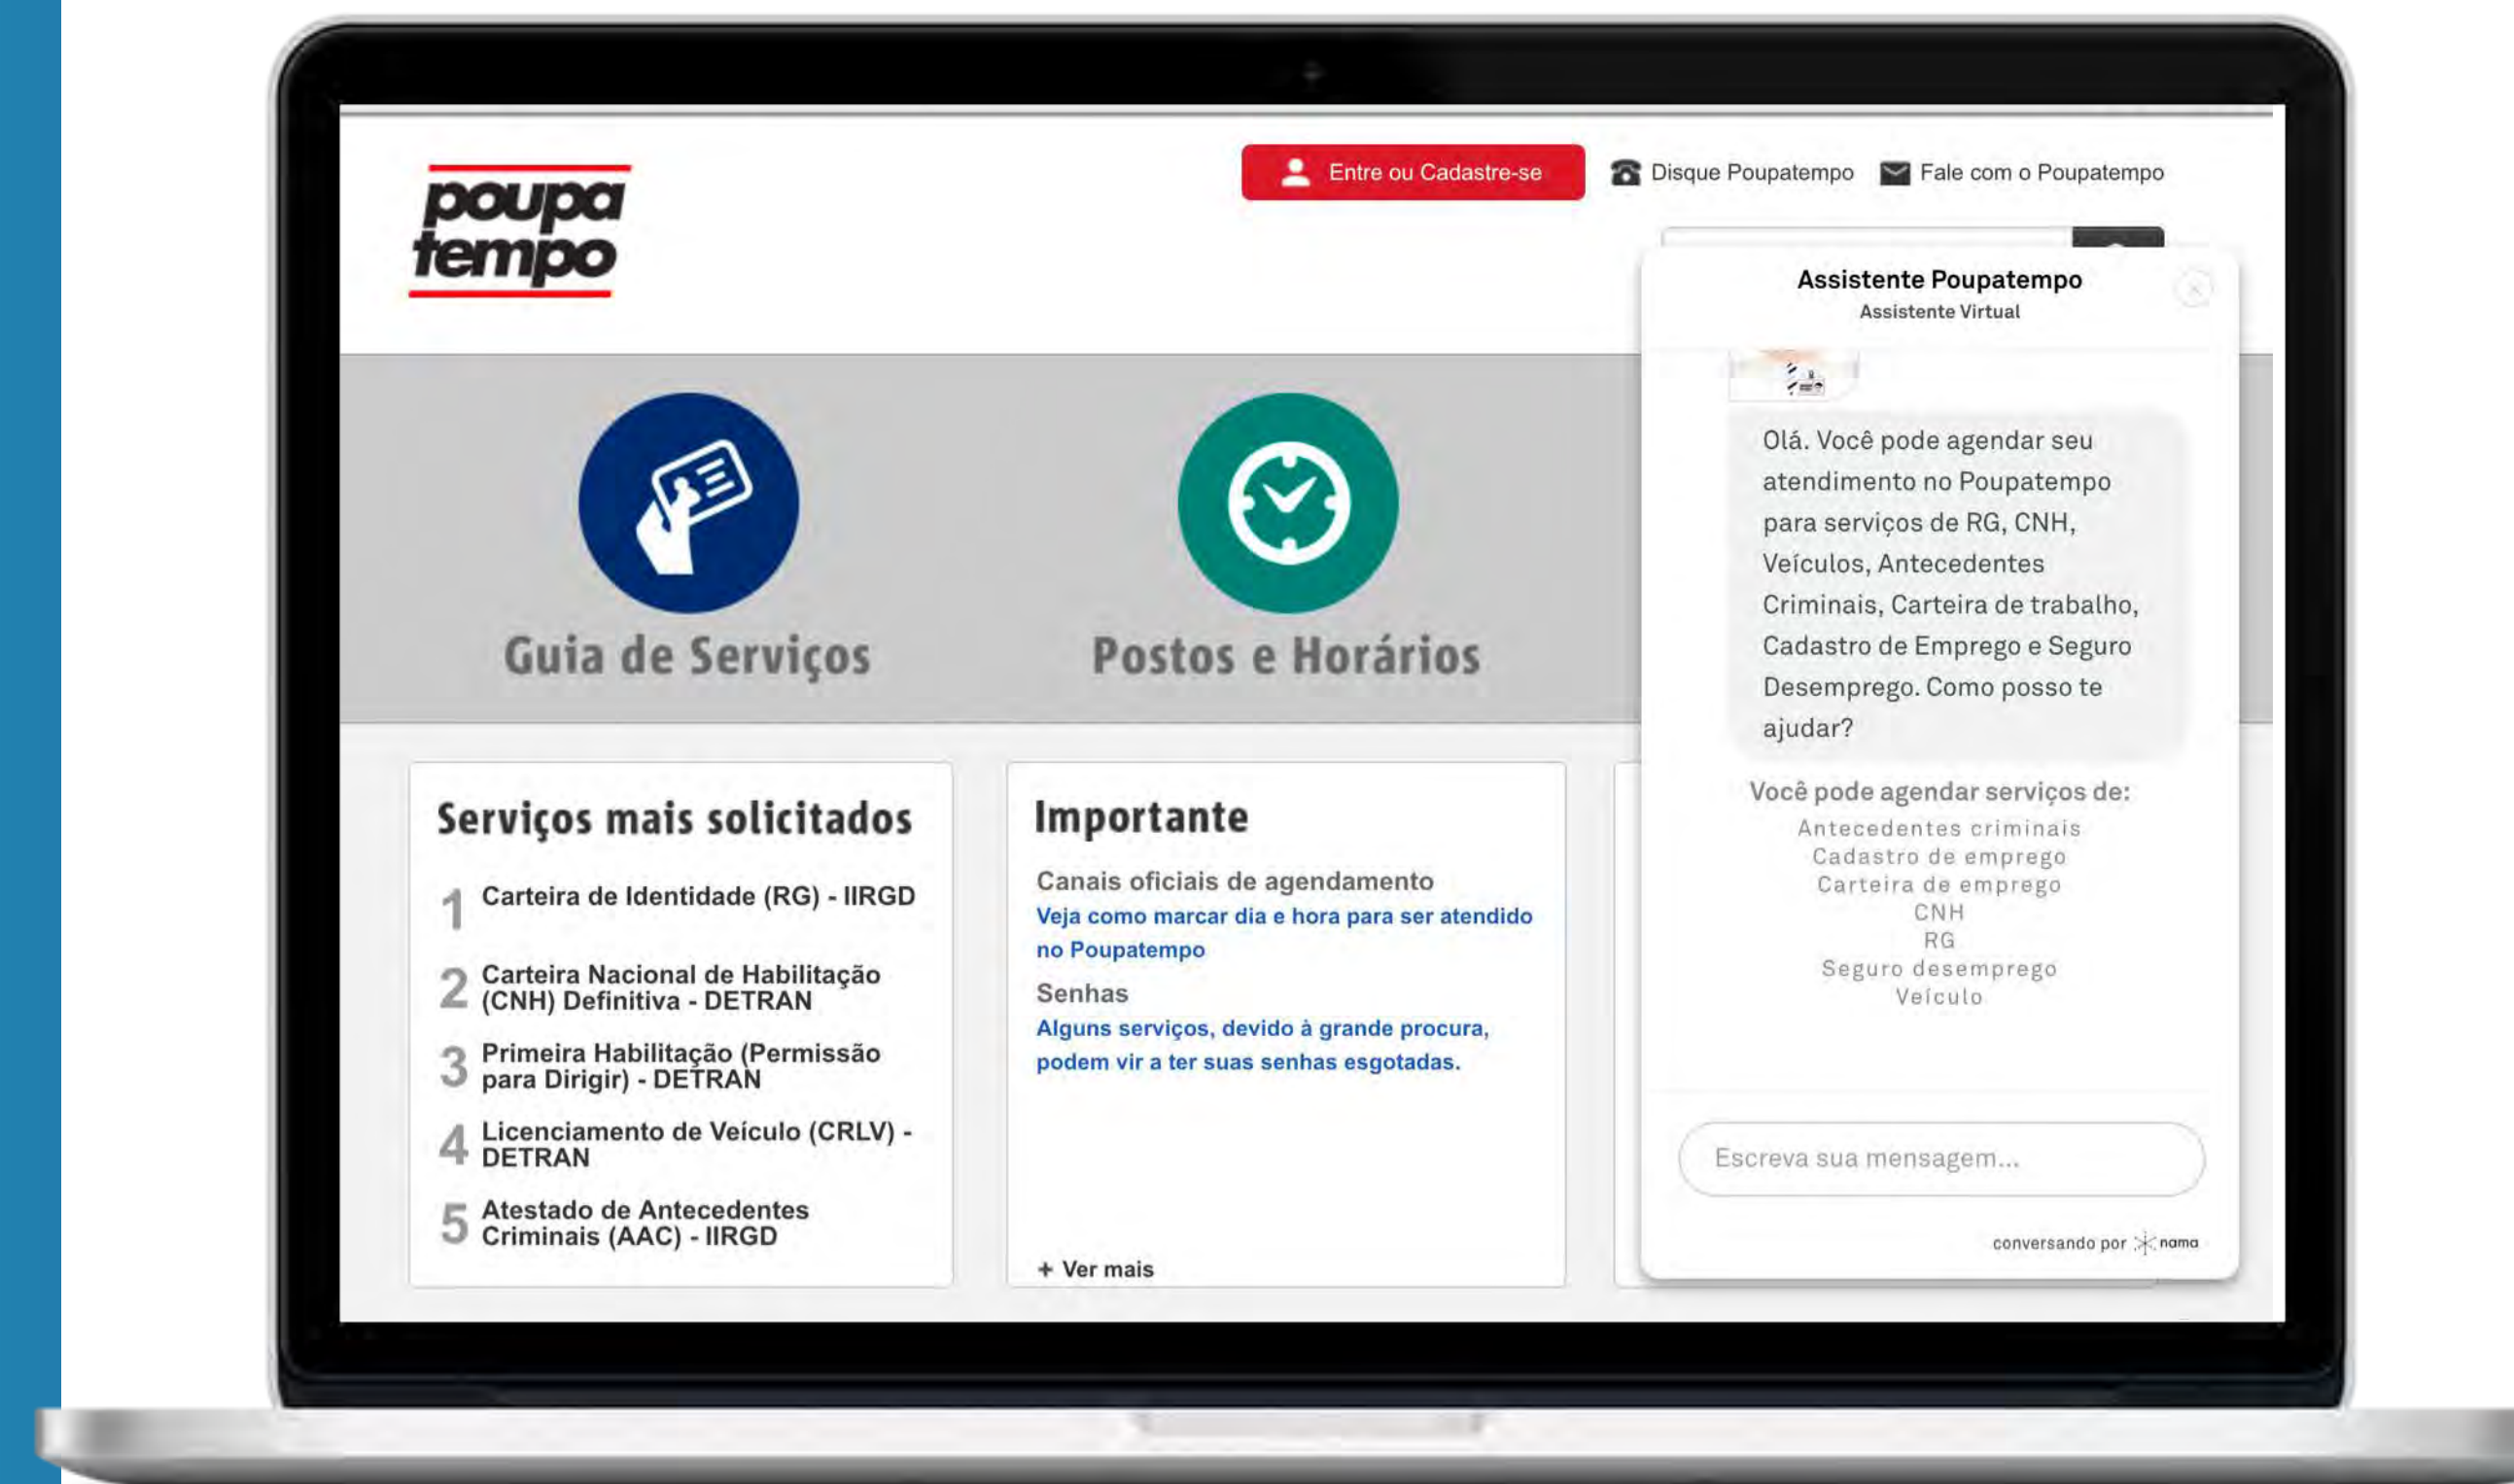 poupa
tempo
Entre ou Cadastre-se
Disque Poupatempo
Fale com o Poupatempo
Guia de Serviços
Postos e Horários
Serviços mais solicitados
1 Carteira de Identidade (RG) - IIRGD
2 Carteira Nacional de Habilitação
(CNH) Definitiva - DETRAN
3 Primeira Habilitação (Permissão
para Dirigir) - DETRAN
4 Licenciamento de Veículo (CRLV) -
DETRAN
5 Atestado de Antecedentes
Criminais (AAC) - IIRGD
Importante
Canais oficiais de agendamento
Veja como marcar dia e hora para ser atendido
no Poupatempo
Senhas
Alguns serviços, devido à grande procura,
podem vir a ter suas senhas esgotadas.
+ Ver mais
Assistente Poupatempo
Assistente Virtual
Olá. Você pode agendar seu
atendimento no Poupatempo
para serviços de RG, CNH,
Veículos, Antecedentes
Criminais, Carteira de trabalho,
Cadastro de Emprego e Seguro
Desemprego. Como posso te
ajudar?
Você pode agendar serviços de:
Antecedentes criminais
Cadastro de emprego
Carteira de emprego
CNH
RG
Seguro desemprego
Veículo
Escreva sua mensagem...
conversando por nama